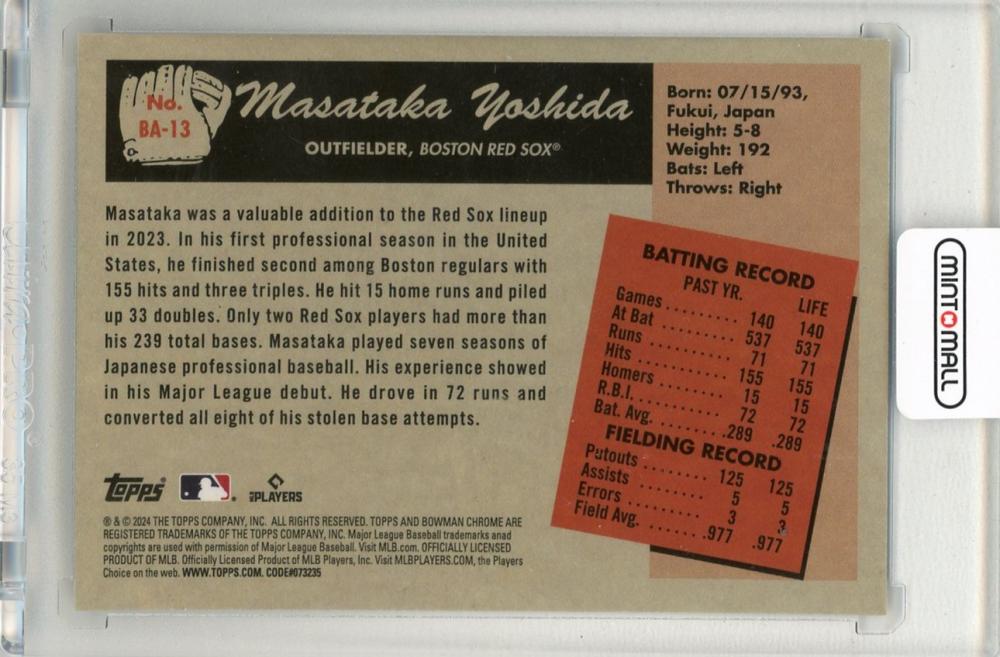 No.
BA-13
Masataka Yoshida
OUTFIELDER, BOSTON RED SOX®
Born: 07/15/93,
Fukui, Japan
Height: 5-8
Weight: 192
Bats: Left
Throws: Right
Masataka was a valuable addition to the Red Sox lineup
in 2023. In his first professional season in the United
States, he finished second among Boston regulars with
155 hits and three triples. He hit 15 home runs and piled
up 33 doubles. Only two Red Sox players had more than
his 239 total bases. Masataka played seven seasons of
Japanese professional baseball. His experience showed
in his Major League debut. He drove in 72 runs and
converted all eight of his stolen base attempts.
BATTING RECORD
PAST YR. LIFE
Games ........ 140 140
At Bat ........ 537 537
Runs ........ 71 71
Hits ........ 155 155
Homers ........ 15 15
R.B.I. ........ 72 72
Bat. Avg. ........ .289 .289
FIELDING RECORD
Putouts ........ 125 125
Assists ........ 5 5
Errors ........ 3 3
Field Avg. ........ .977 .977
topps
PLAYERS
® & © 2024 THE TOPPS COMPANY, INC. ALL RIGHTS RESERVED. TOPPS AND BOWMAN CHROME ARE
REGISTERED TRADEMARKS OF THE TOPPS COMPANY, INC. Major League Baseball trademarks anad
copyrights are used with permission of Major League Baseball. Visit MLB.com. OFFICIALLY LICENSED
PRODUCT OF MLB. Officially Licensed Product of MLB Players, Inc. Visit MLBPLAYERS.COM, the Players
Choice on the web. WWW.TOPPS.COM. CODE#073235
MINT MALL